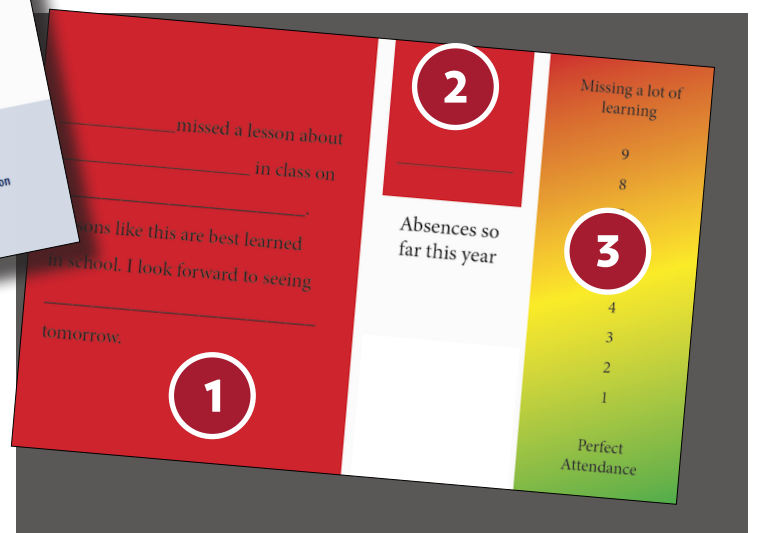 missed a lesson about
in class on
.
like this are best learned
in school. I look forward to seeing
tomorrow.
1
2
Absences so
far this year
Missing a lot of
learning
9
8
3
4
3
2
1
Perfect
Attendance
on